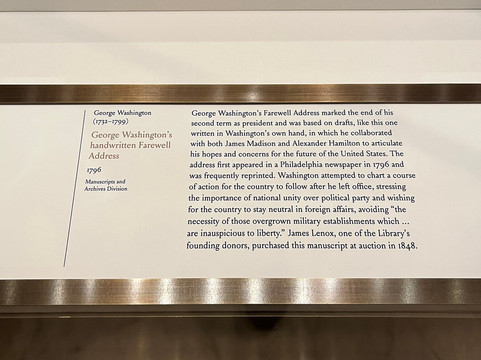 George Washington
(1732–1799)
George Washington's
handwritten Farewell
Address
1796
Manuscripts and
Archives Division
George Washington's Farewell Address marked the end of his
second term as president and was based on drafts, like this one
written in Washington's own hand, in which he collaborated
with both James Madison and Alexander Hamilton to articulate
his hopes and concerns for the future of the United States. The
address first appeared in a Philadelphia newspaper in 1796 and
was frequently reprinted. Washington attempted to chart a course
of action for the country to follow after he left office, stressing
the importance of national unity over political party and wishing
for the country to stay neutral in foreign affairs, avoiding "the
necessity of those overgrown military establishments which ...
are inauspicious to liberty." James Lenox, one of the Library's
founding donors, purchased this manuscript at auction in 1848.